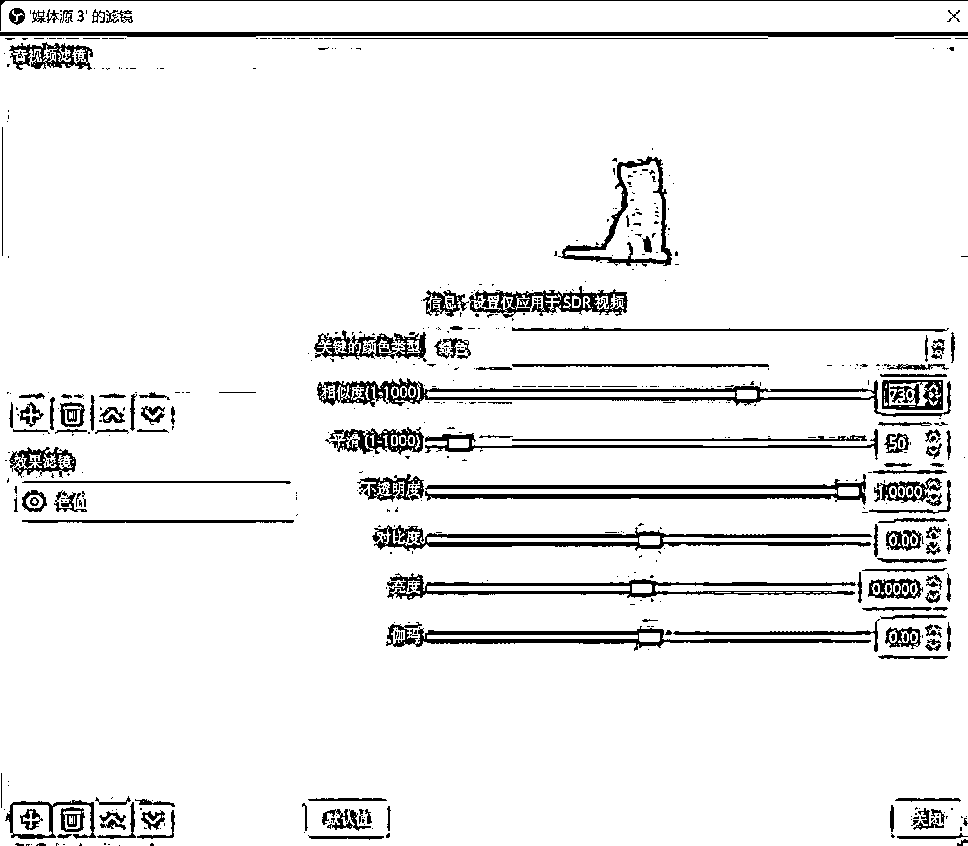 '媒体源 3' 的滤镜
音视频滤镜
信息：设置仅应用于 SDR 视频
关键的颜色类型 绿色
相似度(1-1000) 730
平滑 (1-1000) 50
效果滤镜
不透明度 1.0000
色值
对比度 0.00
亮度 0.0000
伽玛 0.00
默认值
关闭